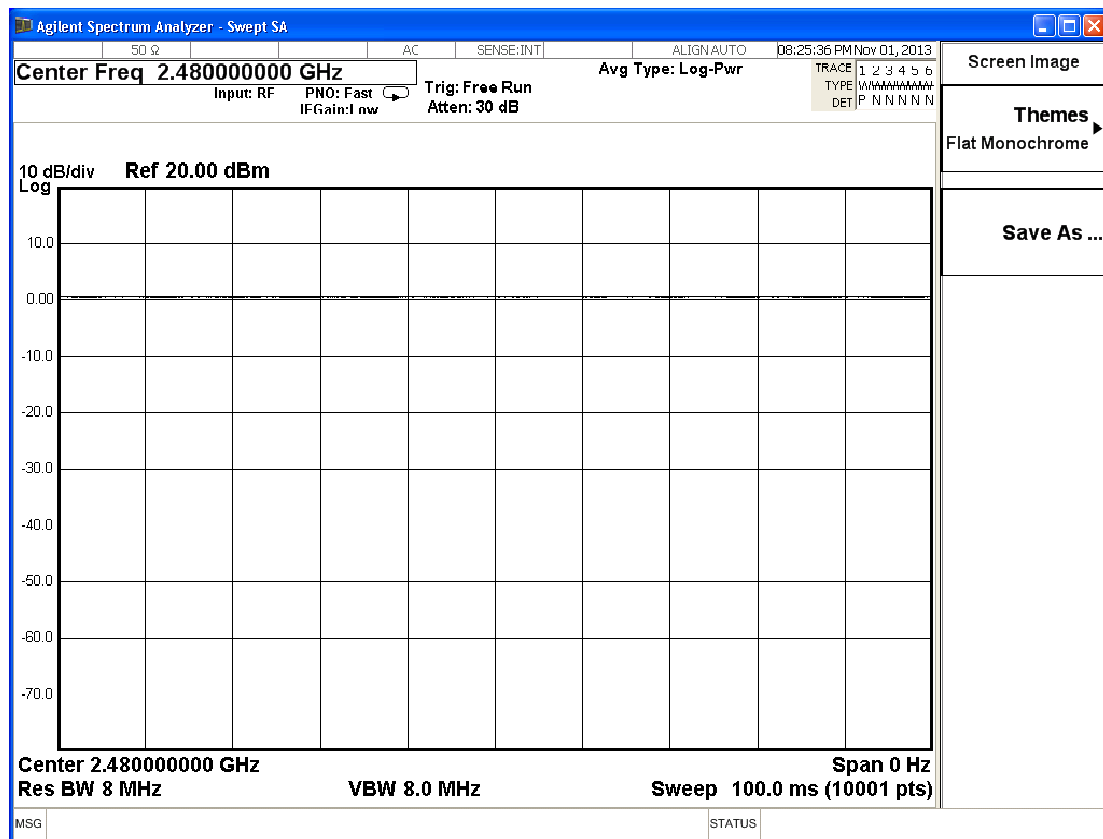 Agilent Spectrum Analyzer - Swept SA
50 Ω AC SENSE:INT ALIGN AUTO 08:25:36 PM Nov 01, 2013
Center Freq 2.480000000 GHz
Input: RF
PNO: Fast
IFGain:Low
Trig: Free Run
Atten: 30 dB
Avg Type: Log-Pwr
TRACE 1 2 3 4 5 6
TYPE
DET P N N N N N
10 dB/div Ref 20.00 dBm
Log
10.0
0.00
-10.0
-20.0
-30.0
-40.0
-50.0
-60.0
-70.0
Center 2.480000000 GHz Span 0 Hz
Res BW 8 MHz VBW 8.0 MHz Sweep 100.0 ms (10001 pts)
MSG STATUS
Screen Image
Themes
Flat Monochrome
Save As ...